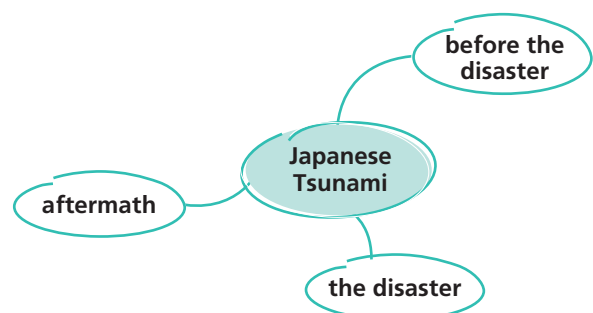 before the
disaster
Japanese
Tsunami
aftermath
the disaster